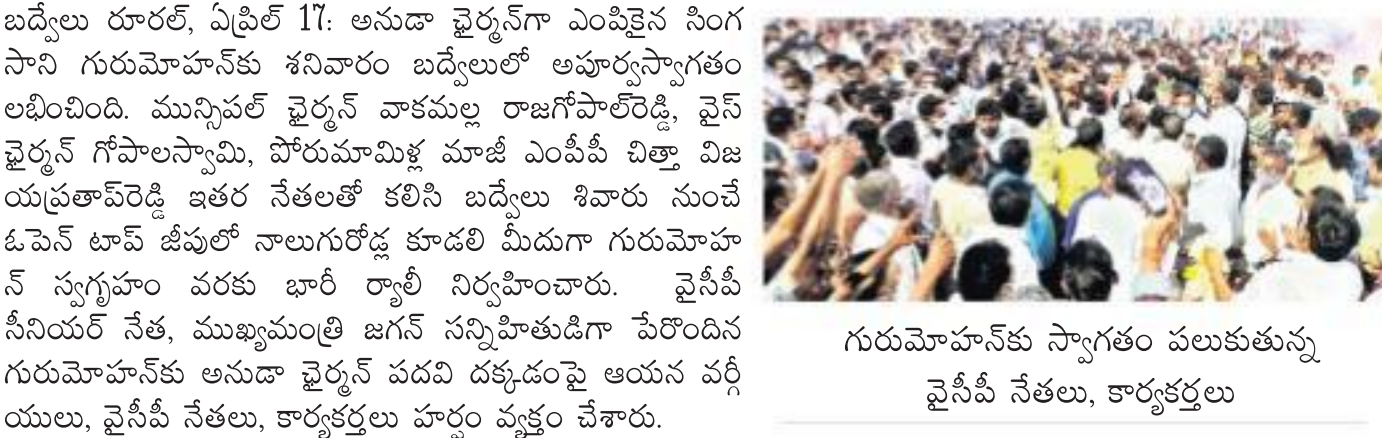 బద్వేలు రూరల్, ఏప్రిల్ 17: అనుడా ఛైర్మన్‌గా ఎంపికైన సింగ
సాని గురుమోహన్‌కు శనివారం బద్వేలులో అపూర్వస్వాగతం
లభించింది. మున్సిపల్ ఛైర్మన్ వాకమల్ల రాజగోపాల్‌రెడ్డి, వైస్
ఛైర్మన్ గోపాలస్వామి, పోరుమామిళ్ల మాజీ ఎంపీపీ చిత్తా విజ
యప్రతాప్‌రెడ్డి ఇతర నేతలతో కలిసి బద్వేలు శివారు నుంచే
ఓపెన్ టాప్ జీపులో నాలుగురోడ్ల కూడలి మీదుగా గురుమోహ
న్ స్వగృహం వరకు భారీ ర్యాలీ నిర్వహించారు. వైసీపీ
సీనియర్ నేత, ముఖ్యమంత్రి జగన్ సన్నిహితుడిగా పేరొందిన
గురుమోహన్‌కు అనుడా ఛైర్మన్ పదవి దక్కడంపై ఆయన వర్గీ
యులు, వైసీపీ నేతలు, కార్యకర్తలు హర్షం వ్యక్తం చేశారు.
గురుమోహన్‌కు స్వాగతం పలుకుతున్న
వైసీపీ నేతలు, కార్యకర్తలు